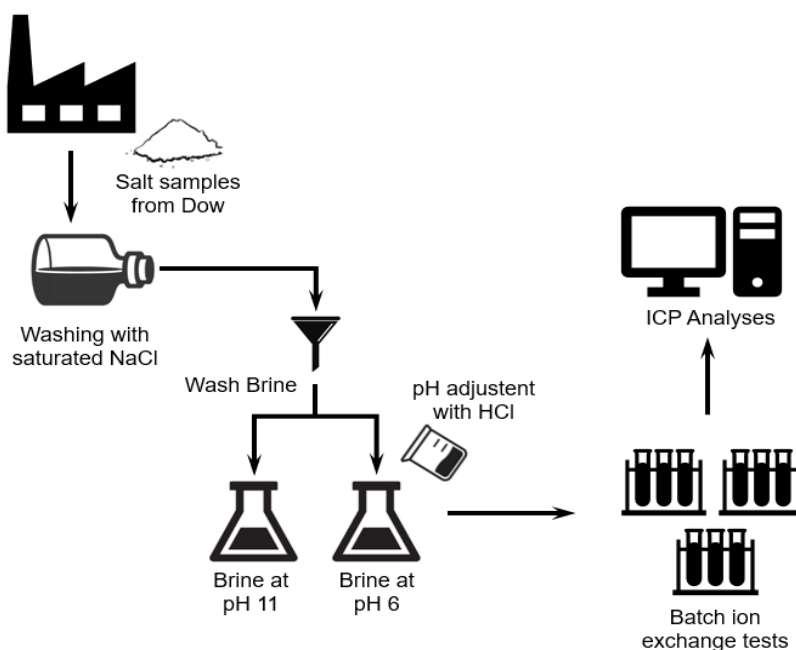 Salt samples
from Dow
Washing with
saturated NaCl
Wash Brine
pH adjustent
with HCl
Brine at
pH 11
Brine at
pH 6
ICP Analyses
Batch ion
exchange tests